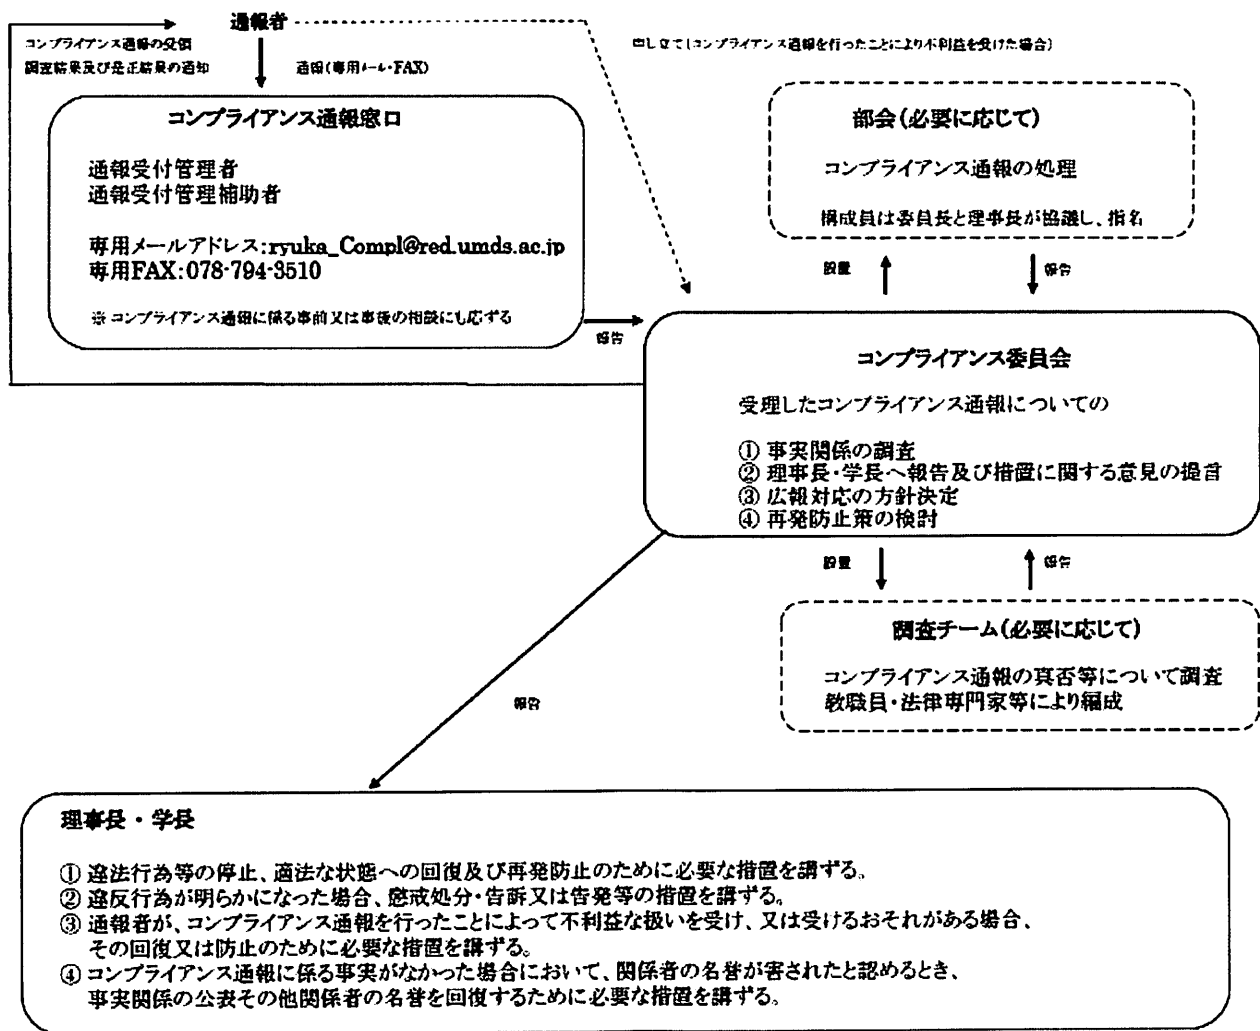 通報者
コンプライアンス通報の受領
調査結果及び是正結果の通知
通報(専用メール・FAX)
申し立て(コンプライアンス通報を行ったことにより不利益を受けた場合)
コンプライアンス通報窓口
通報受付管理者
通報受付管理補助者
専用メールアドレス:ryuka_Compl@red.umds.ac.jp
専用FAX:078-794-3510
※ コンプライアンス通報に係る事前又は事後の相談にも応ずる
報告
部会(必要に応じて)
コンプライアンス通報の処理
構成員は委員長と理事長が協議し、指名
設置
報告
コンプライアンス委員会
受理したコンプライアンス通報についての
① 事実関係の調査
② 理事長・学長へ報告及び措置に関する意見の提言
③ 広報対応の方針決定
④ 再発防止策の検討
設置
報告
調査チーム(必要に応じて)
コンプライアンス通報の真否等について調査
教職員・法律専門家等により編成
報告
理事長・学長
① 違法行為等の停止、適法な状態への回復及び再発防止のために必要な措置を講ずる。
② 違反行為が明らかになった場合、懲戒処分・告訴又は告発等の措置を講ずる。
③ 通報者が、コンプライアンス通報を行ったことによって不利益な扱いを受け、又は受けるおそれがある場合、
その回復又は防止のために必要な措置を講ずる。
④ コンプライアンス通報に係る事実がなかった場合において、関係者の名誉が害されたと認めるとき、
事実関係の公表その他関係者の名誉を回復するために必要な措置を講ずる。